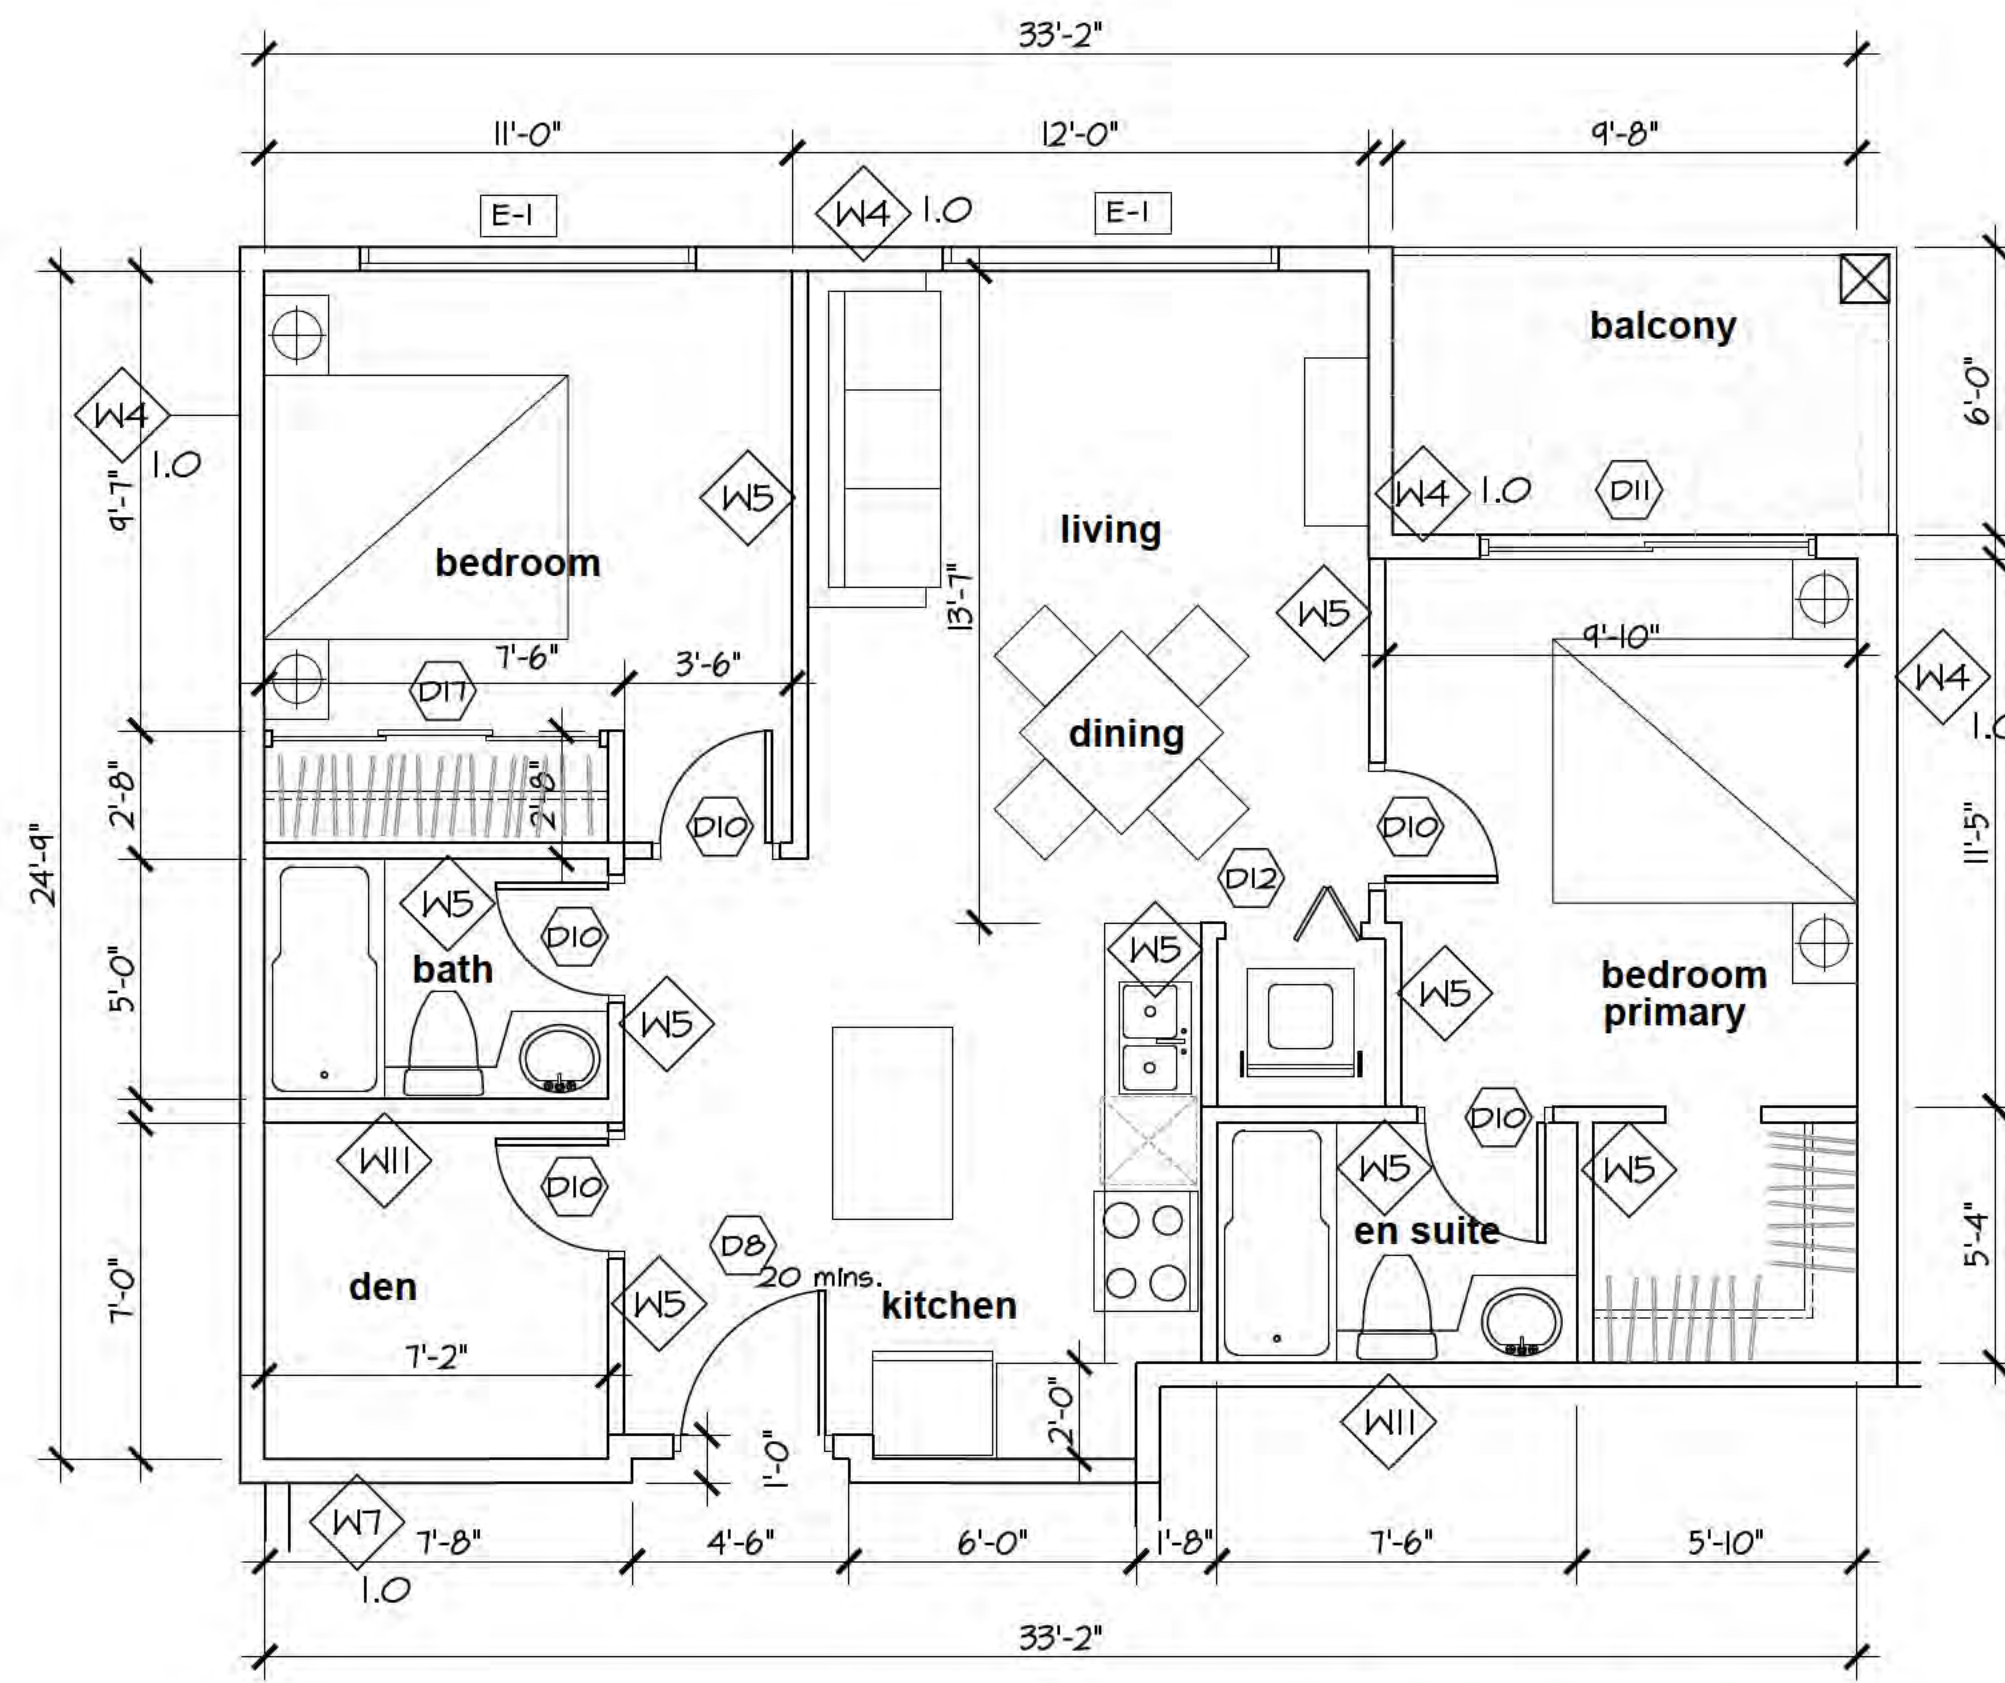 33'-2"
11'-0"
12'-0"
9'-8"
E-1
W4
1.0
E-1
balcony
6'-0"
W4
1.0
9'-7"
W5
W4
1.0
D11
living
bedroom
13'-7"
W5
9'-10"
7'-6"
3'-6"
D17
W4
dining
2'-8"
2'-8"
D10
D10
11'-5"
24'-9"
D12
W5
D10
W5
bath
5'-0"
W5
W5
bedroom
primary
D10
W11
W5
W5
D10
en suite
5'-4"
D8
20 mins.
den
W5
kitchen
7'-0"
7'-2"
2'-0"
1'-0"
W11
W7
1.0
7'-8"
4'-6"
6'-0"
1'-8"
7'-6"
5'-10"
33'-2"